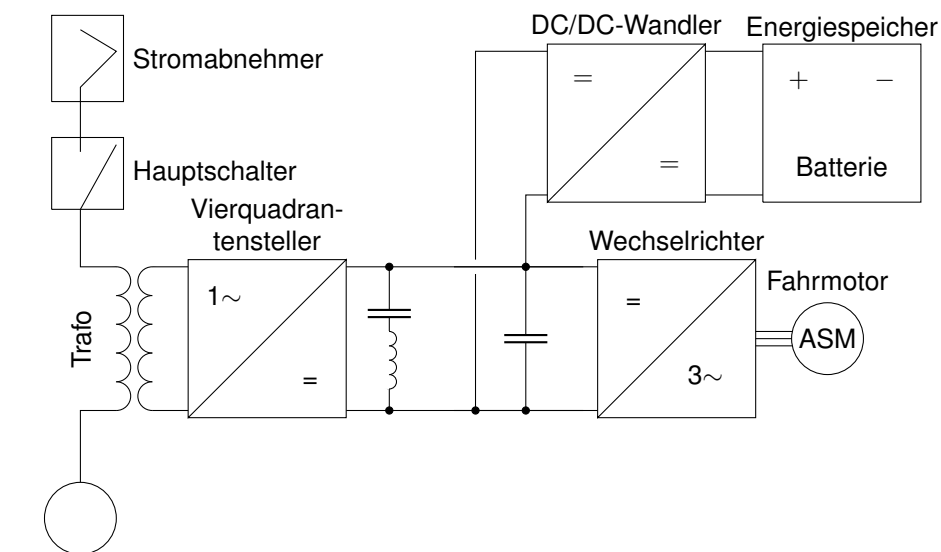 DC/DC-Wandler
Energiespeicher
Stromabnehmer
=
=
+ −
Batterie
Hauptschalter
Vierquadran-
tensteller
Wechselrichter
Fahrmotor
Trafo
1~
=
=
3~
ASM